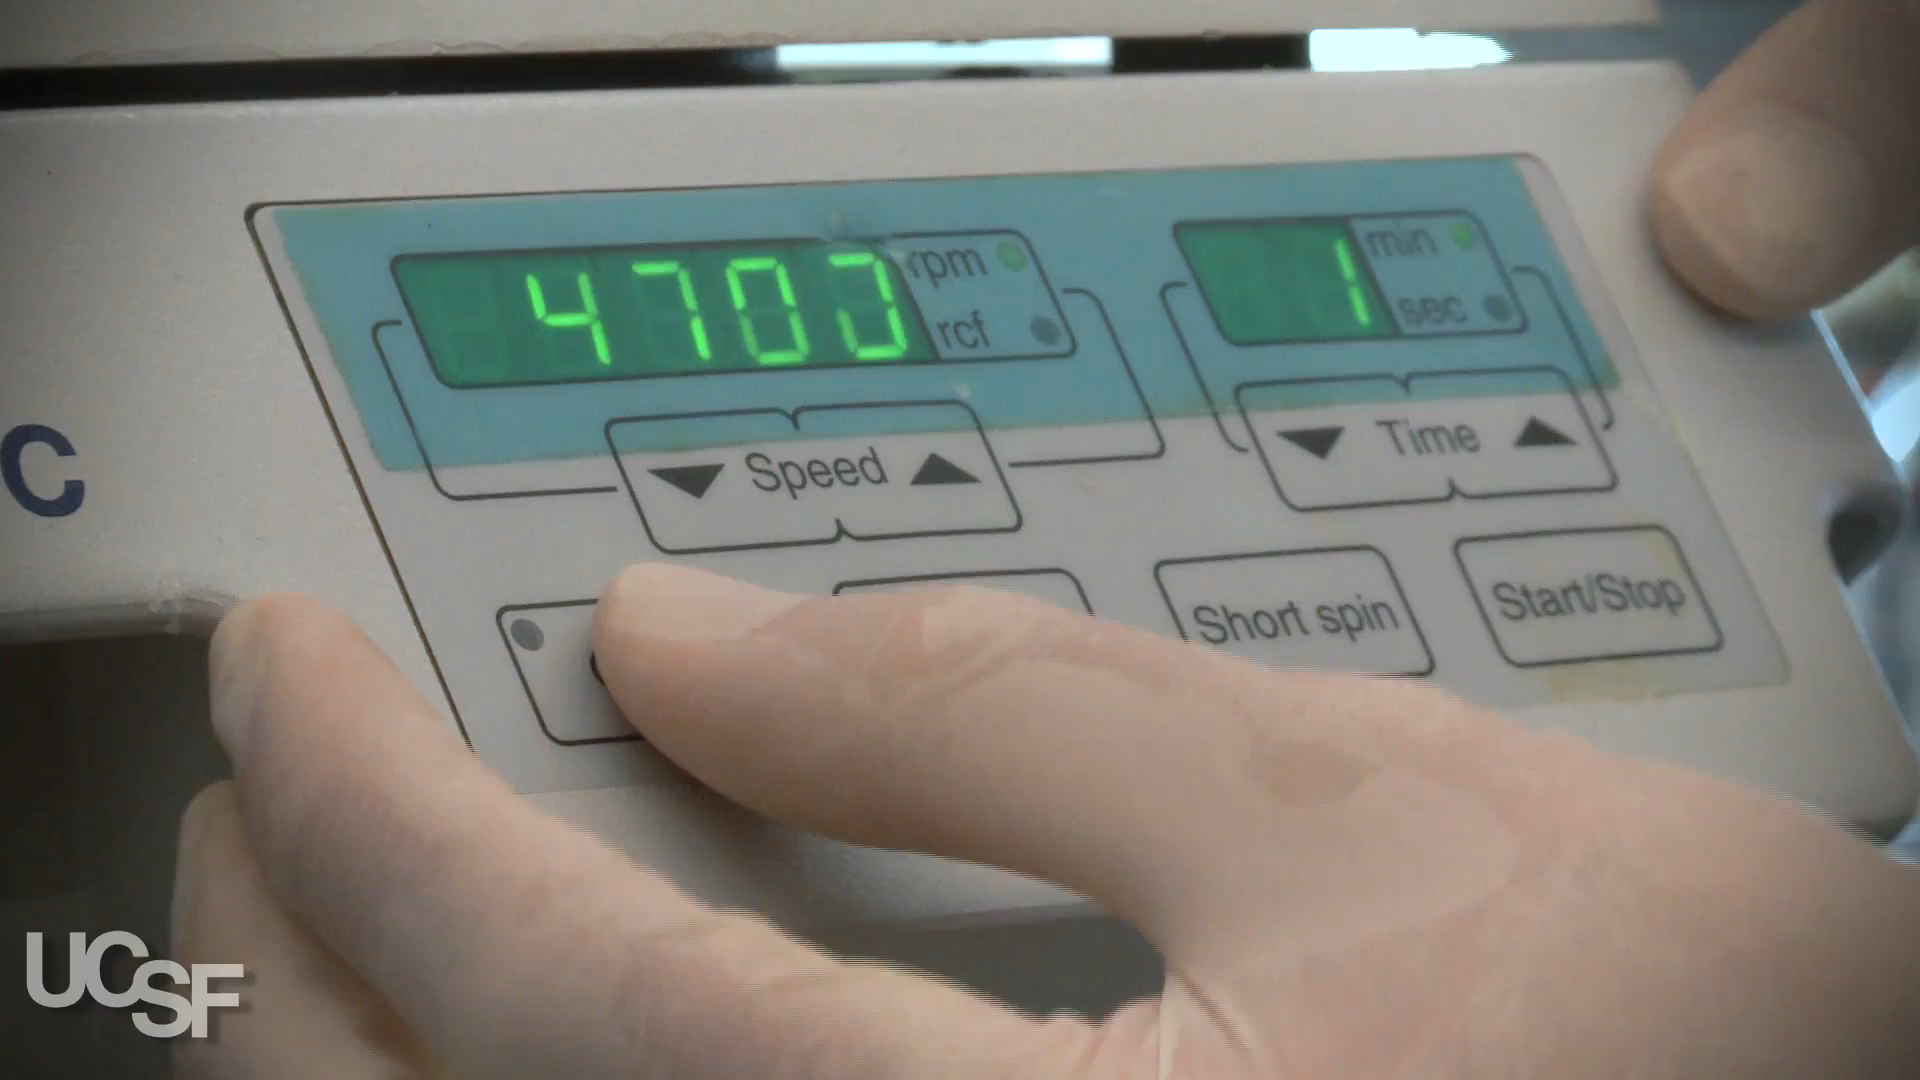 4700
rpm
rcf
1
min
sec
C
Speed
Time
Short spin
Start/Stop
UCSF